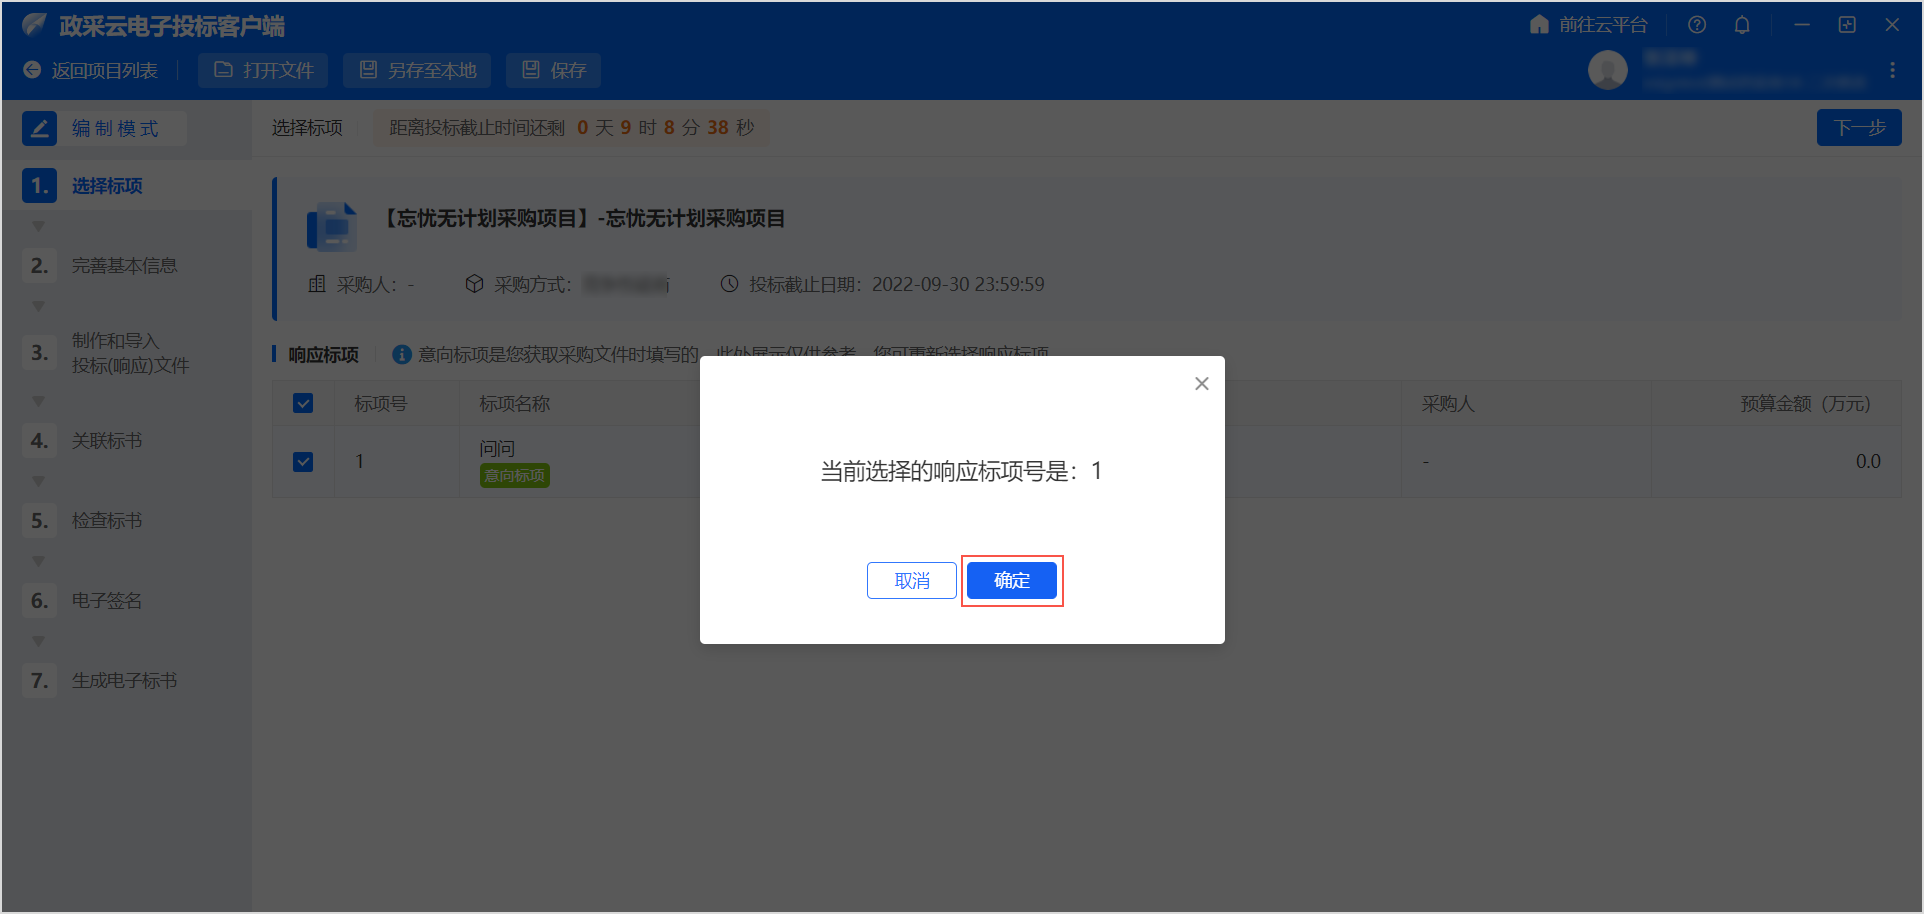 政采云电子投标客户端
前往云平台
返回项目列表
打开文件
另存至本地
保存
编制模式
选择标项
距离投标截止时间还剩 0 天 9 时 8 分 38 秒
下一步
1. 选择标项
【忘忧无计划采购项目】-忘忧无计划采购项目
采购人: -
采购方式:
投标截止日期: 2022-09-30 23:59:59
2. 完善基本信息
3. 制作和导入
投标(响应)文件
4. 关联标书
5. 检查标书
6. 电子签名
7. 生成电子标书
响应标项
意向标项是您获取采购文件时填写的,此处展示仅供参考,您可重新选择响应标项
标项号 标项名称 采购人 预算金额(万元)
1 问问 - 0.0
意向标项
当前选择的响应标项号是: 1
取消
确定